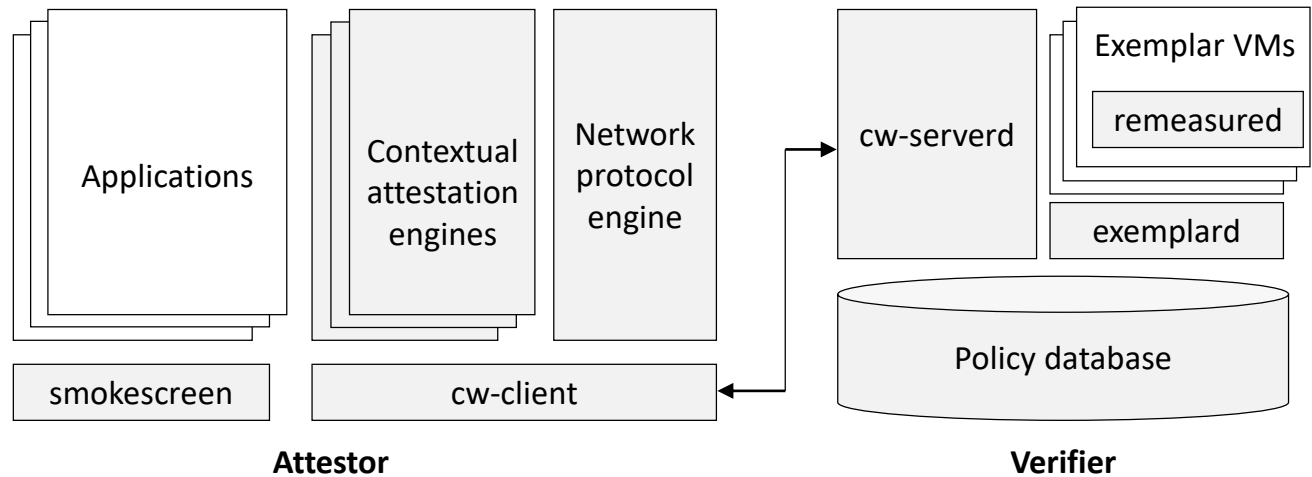 Applications
smokescreen
Contextual
attestation
engines
Network
protocol
engine
cw-client
Attestor
cw-serverd
Exemplar VMs
remeasured
exemplard
Policy database
Verifier